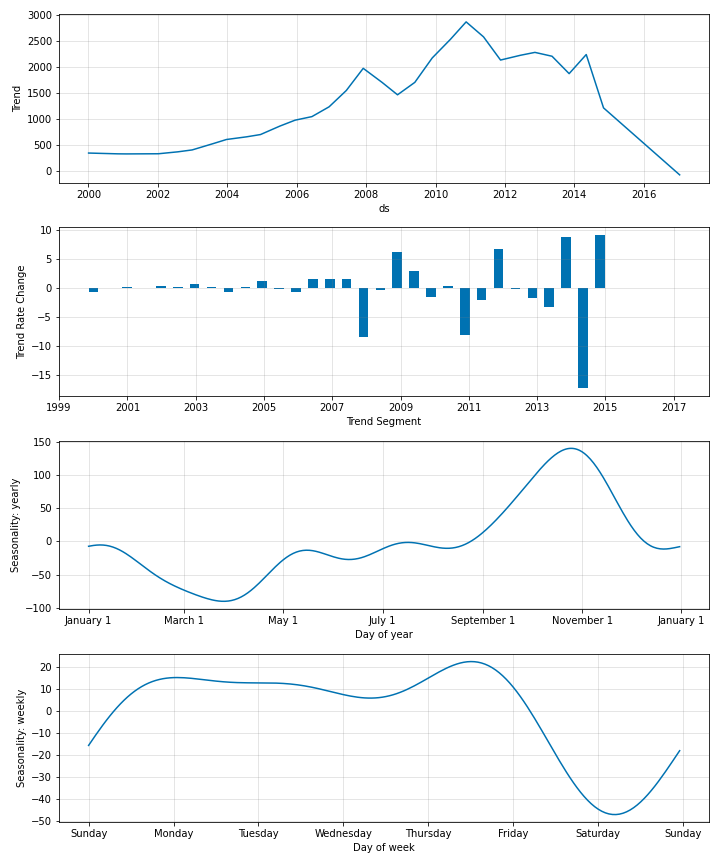 3000
2500
2000
1500
1000
500
0
Trend
2000 2002 2004 2006 2008 2010 2012 2014 2016
ds
10
5
0
−5
−10
−15
Trend Rate Change
1999 2001 2003 2005 2007 2009 2011 2013 2015 2017
Trend Segment
150
100
50
0
−50
−100
Seasonality: yearly
January 1 March 1 May 1 July 1 September 1 November 1 January 1
Day of year
20
10
0
−10
−20
−30
−40
−50
Seasonality: weekly
Sunday Monday Tuesday Wednesday Thursday Friday Saturday Sunday
Day of week